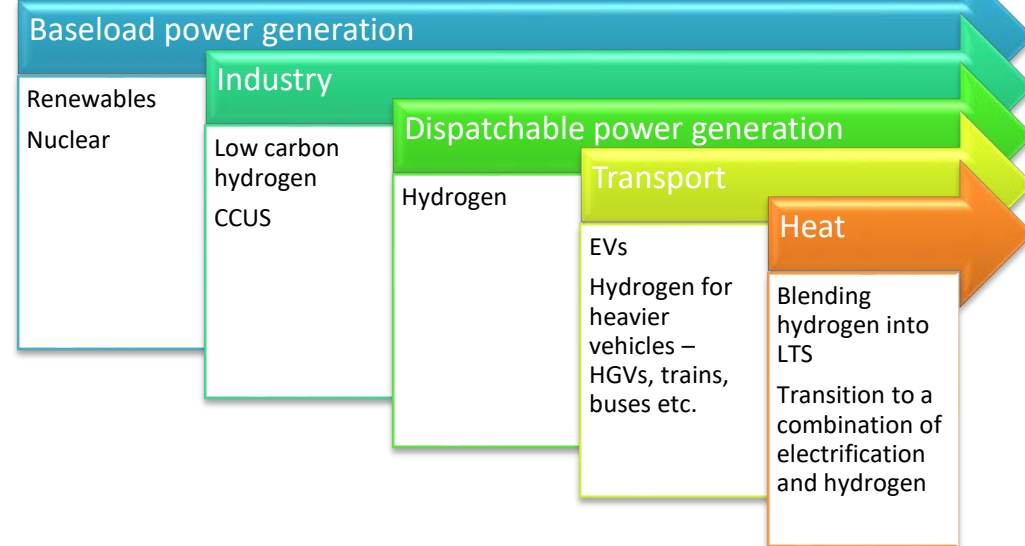 Baseload power generation
Renewables
Nuclear
Industry
Low carbon
hydrogen
CCUS
Dispatchable power generation
Hydrogen
Transport
EVs
Hydrogen for
heavier
vehicles –
HGVs, trains,
buses etc.
Heat
Blending
hydrogen into
LTS
Transition to a
combination of
electrification
and hydrogen